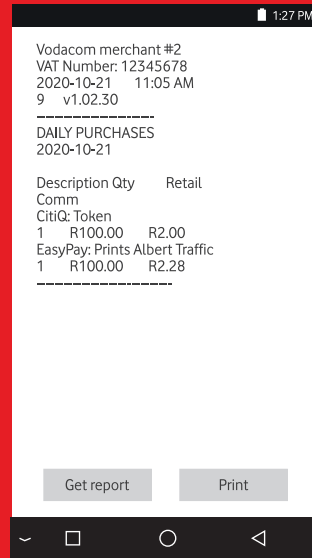 1:27 PM
Vodacom merchant #2
VAT Number: 12345678
2020-10-21 11:05 AM
9 v1.02.30
----------------
DAILY PURCHASES
2020-10-21
Description Qty Retail
Comm
CitiQ: Token
1 R100.00 R2.00
EasyPay: Prints Albert Traffic
1 R100.00 R2.28
------------------
Get report Print